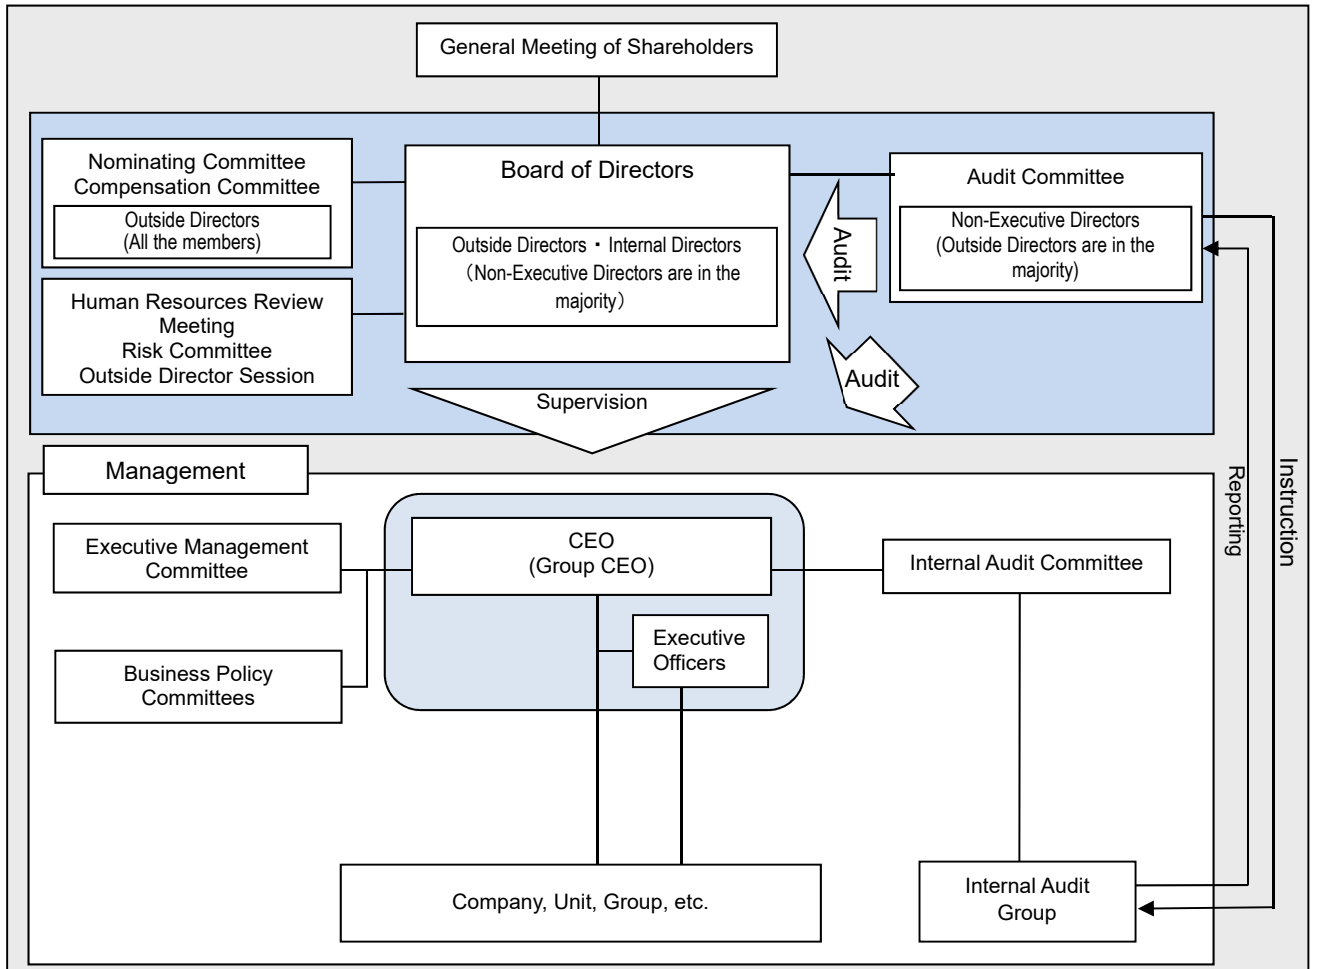 General Meeting of Shareholders
Nominating Committee
Compensation Committee
Outside Directors
(All the members)
Human Resources Review
Meeting
Risk Committee
Outside Director Session
Board of Directors
Outside Directors・Internal Directors
（Non-Executive Directors are in the
majority）
Audit
Audit Committee
Non-Executive Directors
(Outside Directors are in the
majority)
Audit
Supervision
Reporting
Instruction
Management
Executive Management
Committee
Business Policy
Committees
CEO
(Group CEO)
Executive
Officers
Internal Audit Committee
Company, Unit, Group, etc.
Internal Audit
Group